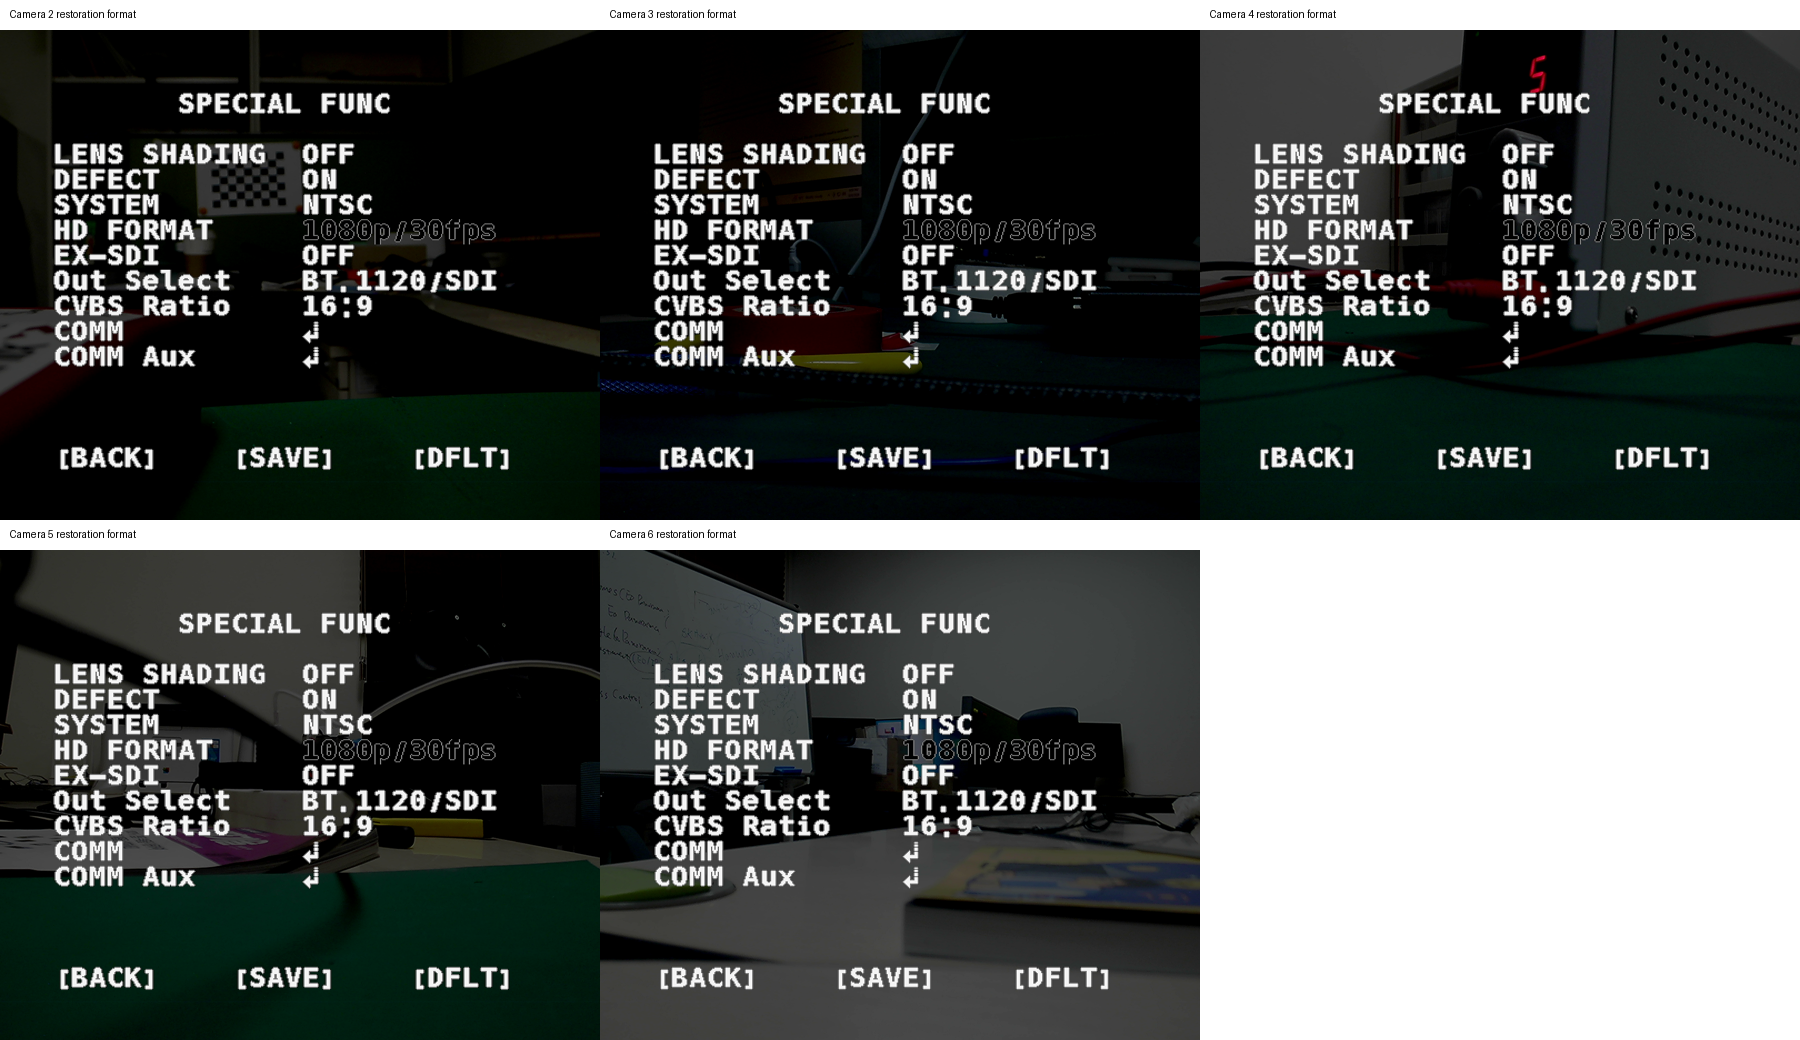 Camera 2 restoration format
SPECIAL FUNC
LENS SHADING OFF
DEFECT ON
SYSTEM NTSC
HD FORMAT 1080p/30fps
EX-SDI OFF
Out Select BT.1120/SDI
CVBS Ratio 16:9
COMM ↲
COMM Aux ↲
[BACK] [SAVE] [DFLT]
Camera 3 restoration format
SPECIAL FUNC
LENS SHADING OFF
DEFECT ON
SYSTEM NTSC
HD FORMAT 1080p/30fps
EX-SDI OFF
Out Select BT.1120/SDI
CVBS Ratio 16:9
COMM ↲
COMM Aux ↲
[BACK] [SAVE] [DFLT]
Camera 4 restoration format
5
SPECIAL FUNC
LENS SHADING OFF
DEFECT ON
SYSTEM NTSC
HD FORMAT 1080p/30fps
EX-SDI OFF
Out Select BT.1120/SDI
CVBS Ratio 16:9
COMM ↲
COMM Aux ↲
[BACK] [SAVE] [DFLT]
Camera 5 restoration format
SPECIAL FUNC
LENS SHADING OFF
DEFECT ON
SYSTEM NTSC
HD FORMAT 1080p/30fps
EX-SDI OFF
Out Select BT.1120/SDI
CVBS Ratio 16:9
COMM ↲
COMM Aux ↲
[BACK] [SAVE] [DFLT]
Camera 6 restoration format
SPECIAL FUNC
LENS SHADING OFF
DEFECT ON
SYSTEM NTSC
HD FORMAT 1080p/30fps
EX-SDI OFF
Out Select BT.1120/SDI
CVBS Ratio 16:9
COMM ↲
COMM Aux ↲
[BACK] [SAVE] [DFLT]